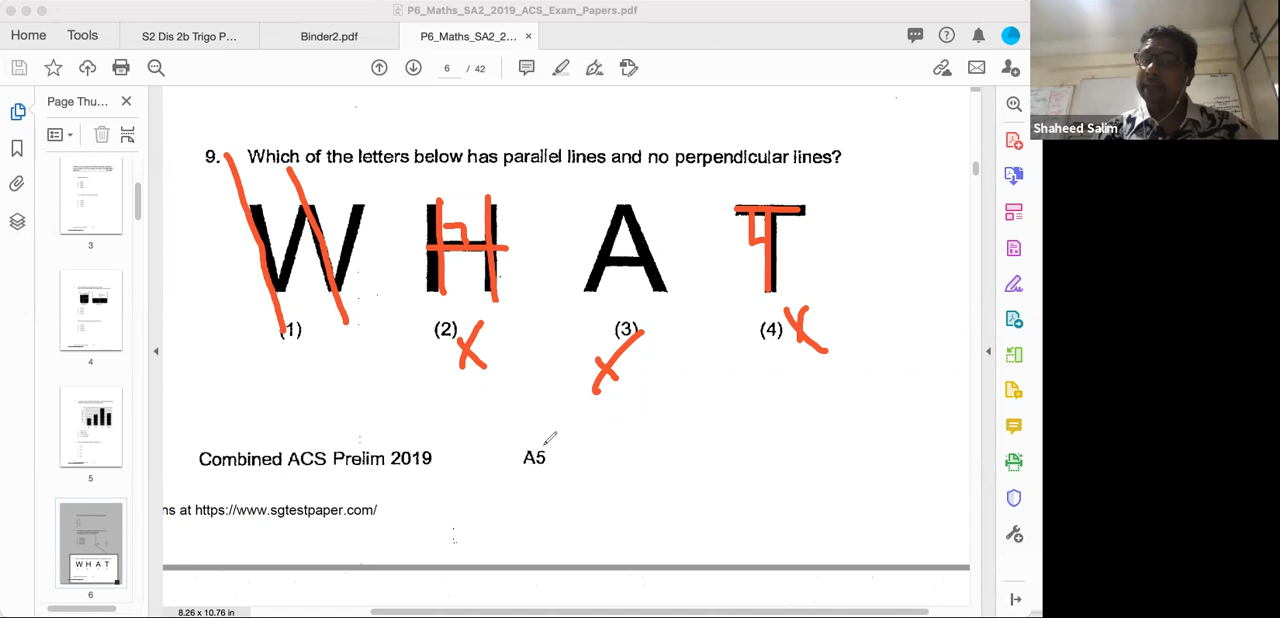 P6_Maths_SA2_2019_ACS_Exam_Papers.pdf
Home Tools S2 Dis 2b Trigo P... Binder2.pdf P6_Maths_SA2_2... ×
6 / 42
Page Thu... ×
3
4
5
W H A T
6
9. Which of the letters below has parallel lines and no perpendicular lines?
W H A T
(1) (2) (3) (4)
Combined ACS Prelim 2019 A5
ns at https://www.sgtestpaper.com/
8.26 x 10.76 in
Shaheed Salim